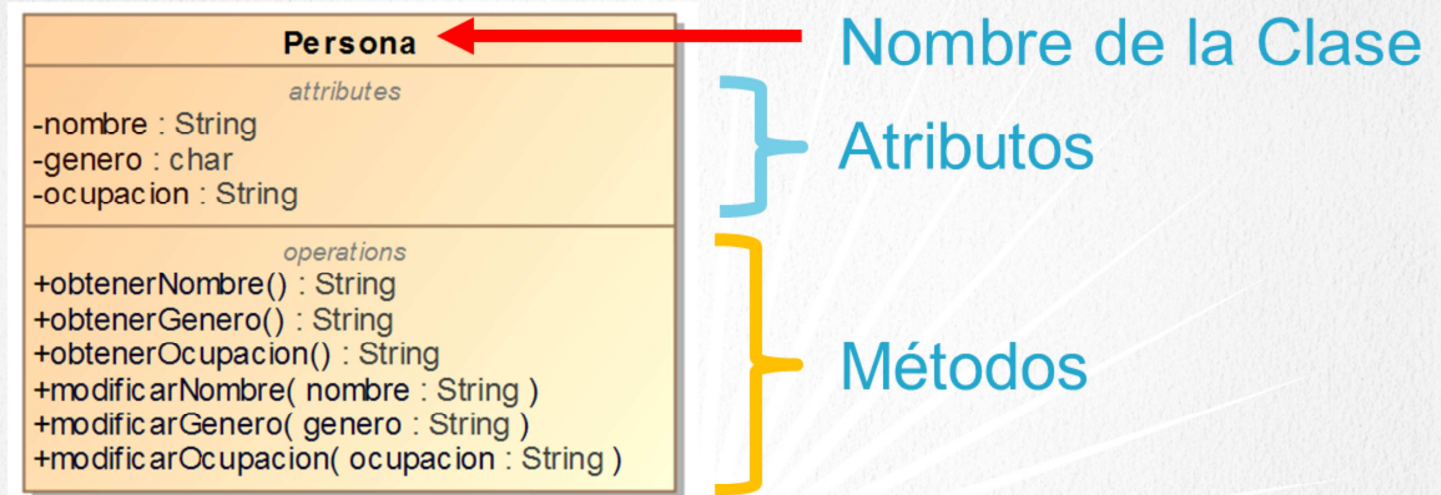 Persona
Nombre de la Clase
attributes
-nombre : String
-genero : char
-ocupacion : String
Atributos
operations
+obtenerNombre() : String
+obtenerGenero() : String
+obtenerOcupacion() : String
+modificarNombre( nombre : String )
+modificarGenero( genero : String )
+modificarOcupacion( ocupacion : String )
Métodos